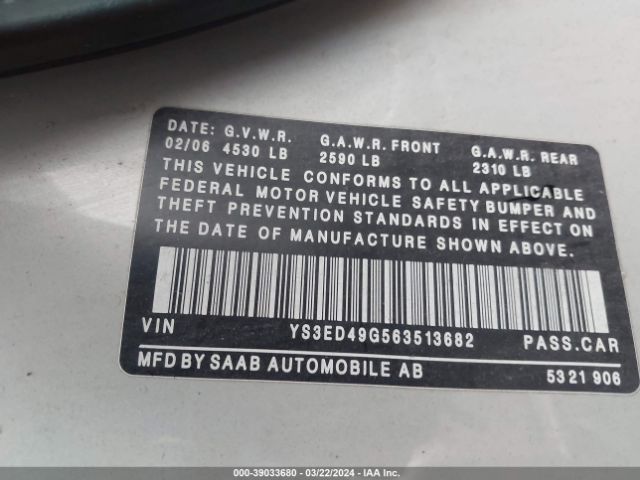 DATE: G.V.W.R. G.A.W.R. FRONT G.A.W.R. REAR
02/06 4530 LB 2590 LB 2310 LB
THIS VEHICLE CONFORMS TO ALL APPLICABLE
FEDERAL MOTOR VEHICLE SAFETY BUMPER AND
THEFT PREVENTION STANDARDS IN EFFECT ON
THE DATE OF MANUFACTURE SHOWN ABOVE.
VIN YS3ED49G563513682 PASS.CAR
MFD BY SAAB AUTOMOBILE AB 5321 906
000-39033680 - 03/22/2024 - IAA Inc.